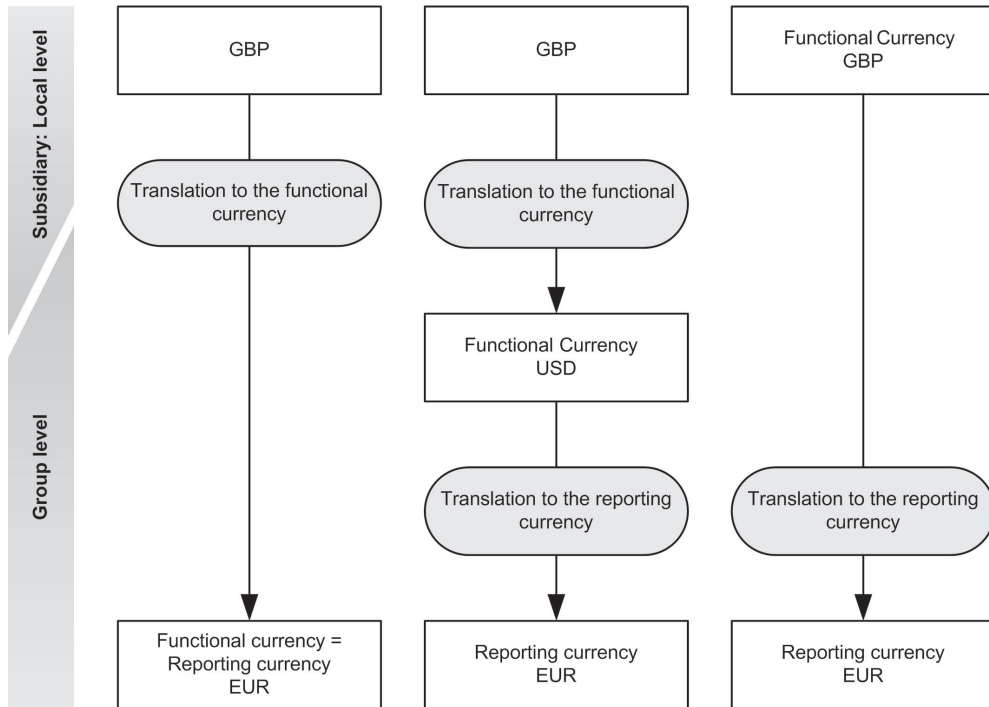 Subsidiary: Local level
Group level
GBP
Translation to the functional
currency
Functional currency =
Reporting currency
EUR
GBP
Translation to the functional
currency
Functional Currency
USD
Translation to the reporting
currency
Reporting currency
EUR
Functional Currency
GBP
Translation to the reporting
currency
Reporting currency
EUR